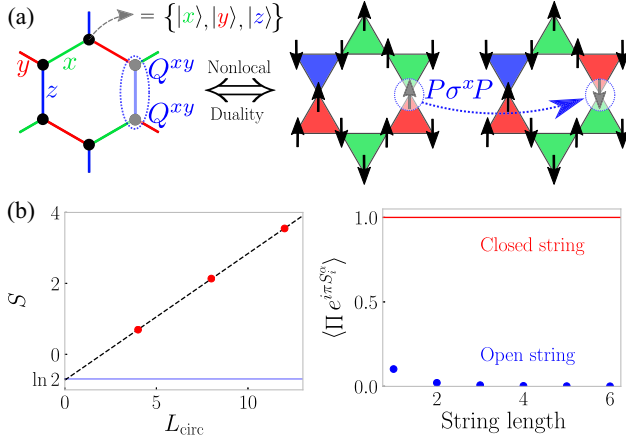 (a)
= {|x⟩, |y⟩, |z⟩}
y x z
Q^{xy}
Q^{xy}
Nonlocal
Duality
Pσ^xP
(b)
S
4
2
0
ln 2
0 5 10
L_circ
⟨∏ e^{iπS_i^α}⟩
1.0
0.5
0.0
Closed string
Open string
2 4 6
String length